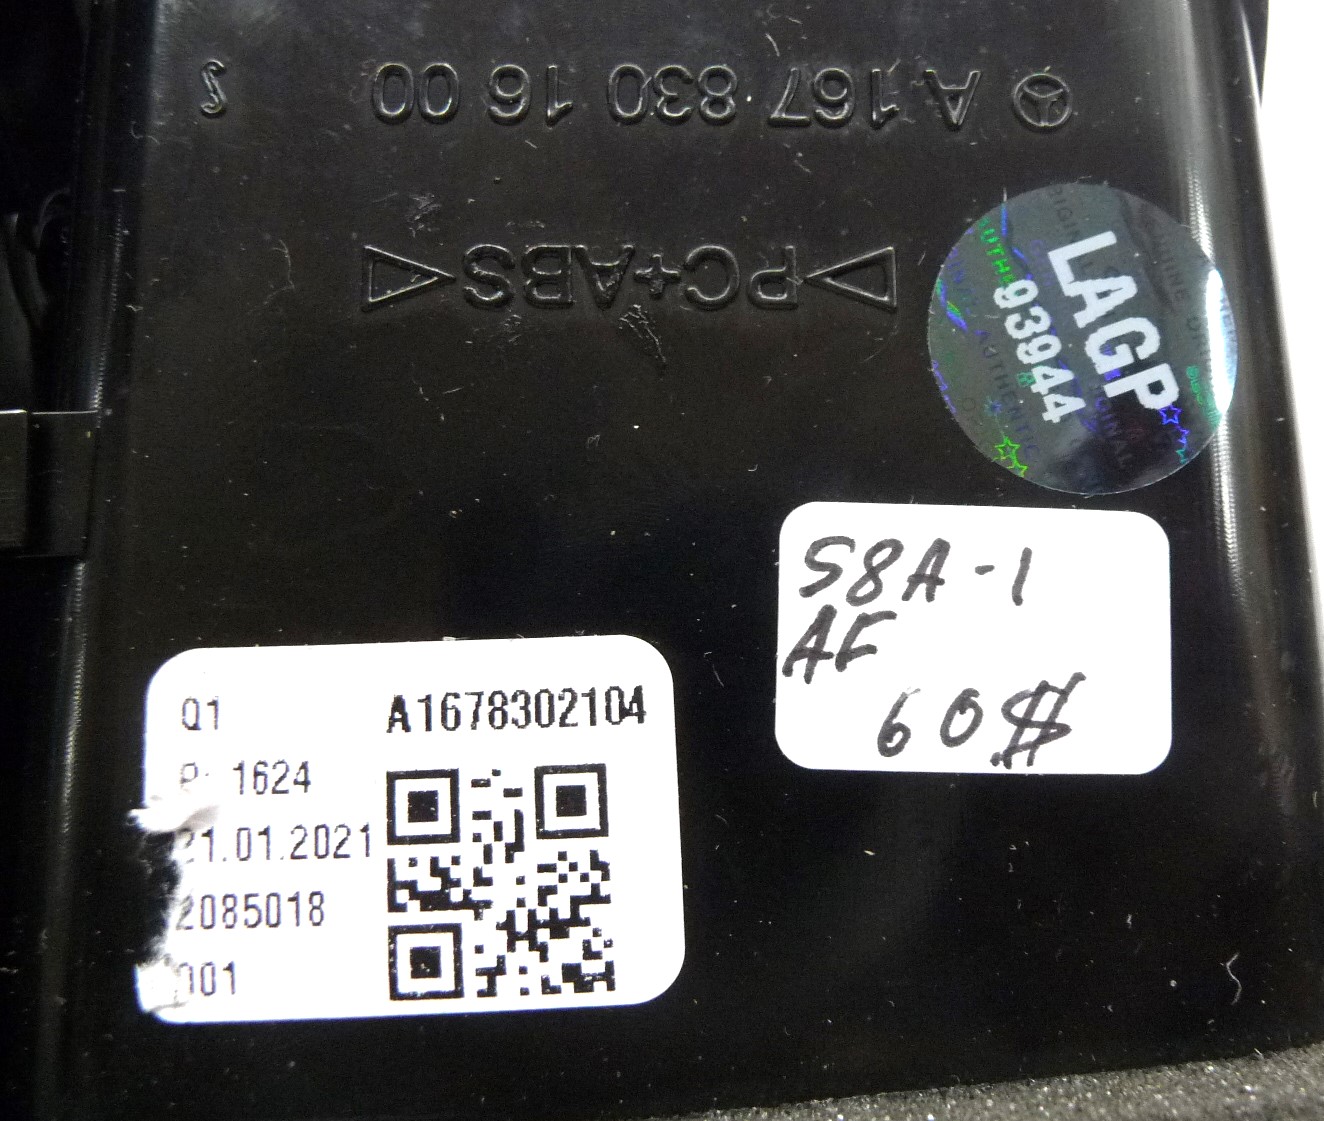 A 167 830 16 00 S
>PC+ABS<
LAGP
93944
S8A-1
AF
60$
Q1 A1678302104
P: 1624
21.01.2021
2085018
001